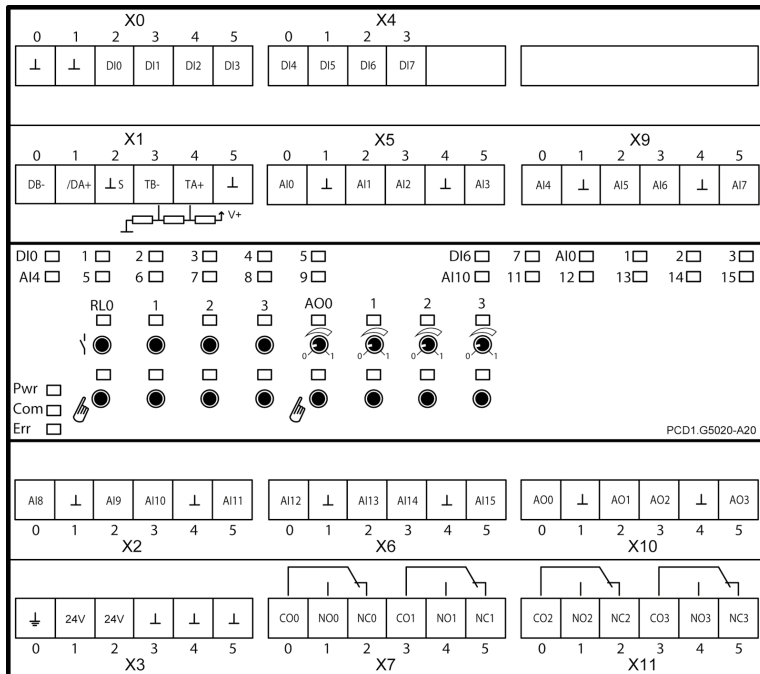 X0 X4
0 1 2 3 4 5 0 1 2 3
⊥ ⊥ DI0 DI1 DI2 DI3 DI4 DI5 DI6 DI7
X1 X5 X9
0 1 2 3 4 5 0 1 2 3 4 5 0 1 2 3 4 5
DB- /DA+ ⊥ S TB- TA+ ⊥ AI0 ⊥ AI1 AI2 ⊥ AI3 AI4 ⊥ AI5 AI6 ⊥ AI7
V+
DI0 1 2 3 4 5 DI6 7 AI0 1 2 3
AI4 5 6 7 8 9 AI10 11 12 13 14 15
RL0 1 2 3 AO0 1 2 3
0 1 0 1 0 1 0 1
Pwr
Com
Err PCD1.G5020-A20
AI8 ⊥ AI9 AI10 ⊥ AI11 AI12 ⊥ AI13 AI14 ⊥ AI15 AO0 ⊥ AO1 AO2 ⊥ AO3
0 1 2 3 4 5 0 1 2 3 4 5 0 1 2 3 4 5
X2 X6 X10
⏚ 24V 24V ⊥ ⊥ ⊥ CO0 NO0 NC0 CO1 NO1 NC1 CO2 NO2 NC2 CO3 NO3 NC3
0 1 2 3 4 5 0 1 2 3 4 5 0 1 2 3 4 5
X3 X7 X11